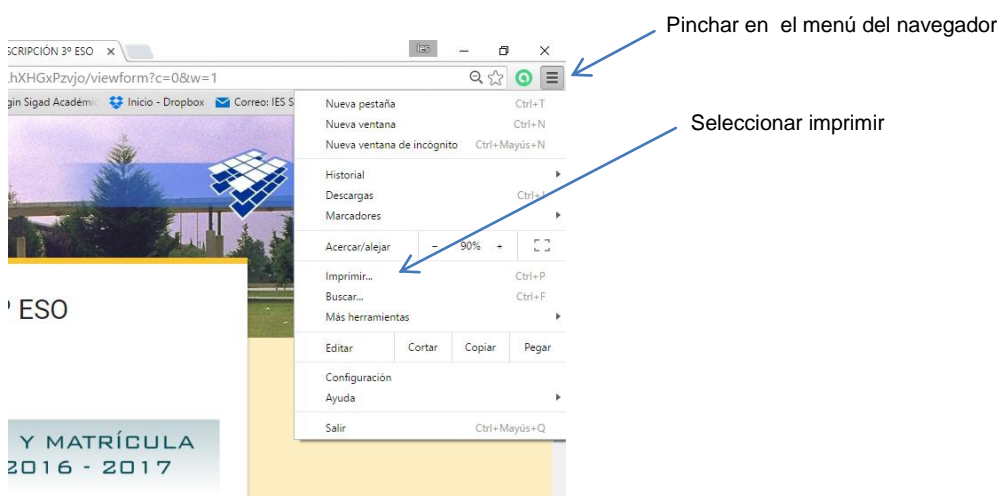 Pinchar en el menú del navegador
SCRIPCIÓN 3º ESO
Ies
hXHGxPzvjo/viewform?c=0&w=1
gin Sigad Académic
Inicio - Dropbox
Correo: IES S
Nueva pestaña Ctrl+T
Seleccionar imprimir
Nueva ventana Ctrl+N
Nueva ventana de incógnito Ctrl+Mayús+N
Historial
Descargas Ctrl+J
Marcadores
Acercar/alejar - 90% +
Imprimir... Ctrl+P
Buscar... Ctrl+F
Más herramientas
º ESO
Editar Cortar Copiar Pegar
Configuración
Ayuda
Salir Ctrl+Mayús+Q
Y MATRÍCULA
2016 - 2017